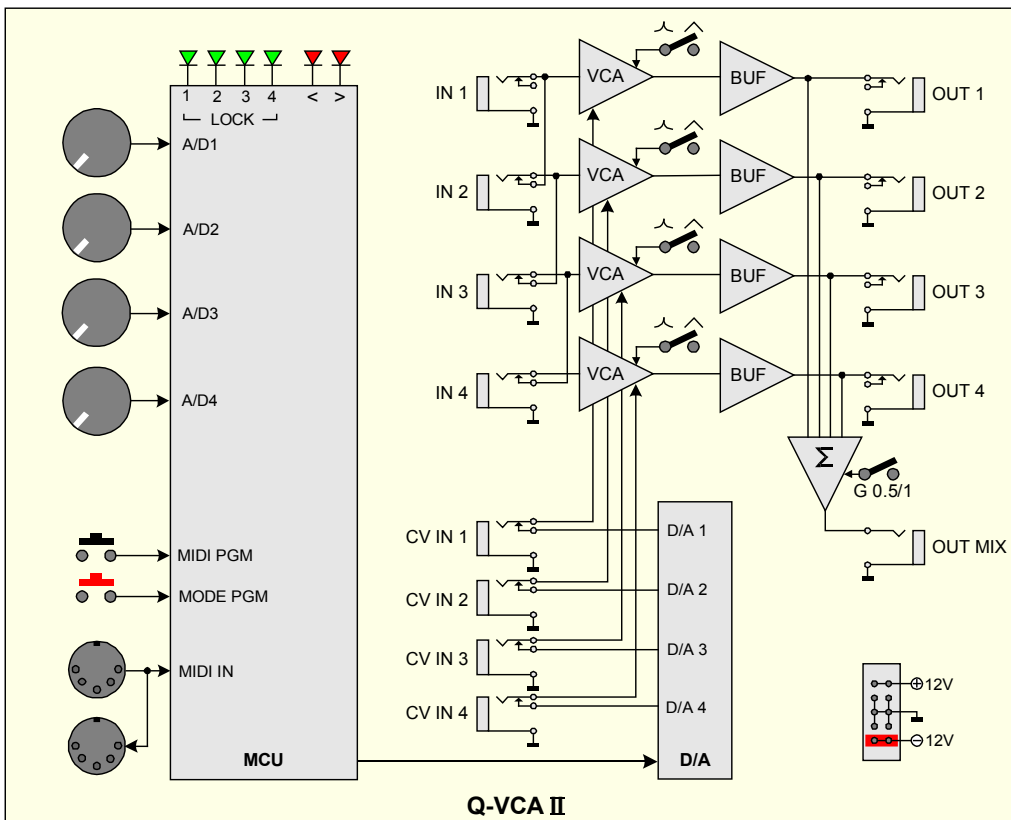 1 2 3 4 < >
LOCK
A/D1
A/D2
A/D3
A/D4
MIDI PGM
MODE PGM
MIDI IN
MCU
IN 1
VCA
BUF
OUT 1
IN 2
VCA
BUF
OUT 2
IN 3
VCA
BUF
OUT 3
IN 4
VCA
BUF
OUT 4
Σ
G 0.5/1
OUT MIX
CV IN 1
D/A 1
CV IN 2
D/A 2
CV IN 3
D/A 3
CV IN 4
D/A 4
D/A
+12V
−12V
Q-VCA II